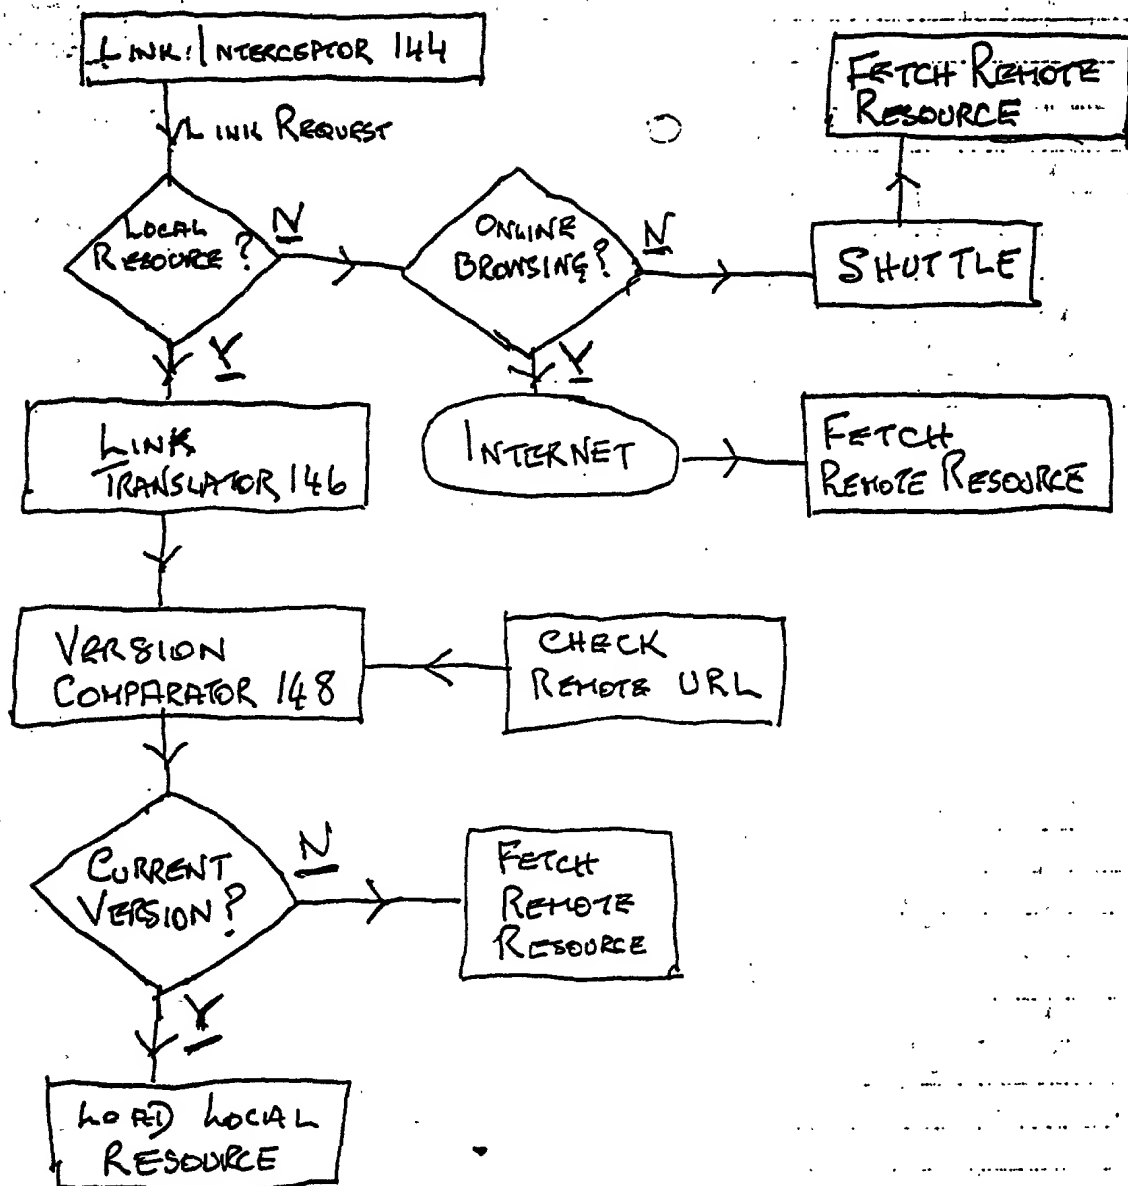 LINK INTERCEPTOR 144
FETCH REMOTE
RESOURCE
LINK REQUEST
LOCAL
RESOURCE?
N
ONLINE
BROWSING?
N
SHUTTLE
Y
Y
LINK
TRANSLATOR 146
INTERNET
FETCH
REMOTE RESOURCE
VERSION
COMPARATOR 148
CHECK
REMOTE URL
CURRENT
VERSION?
N
FETCH
REMOTE
RESOURCE
Y
LOAD LOCAL
RESOURCE